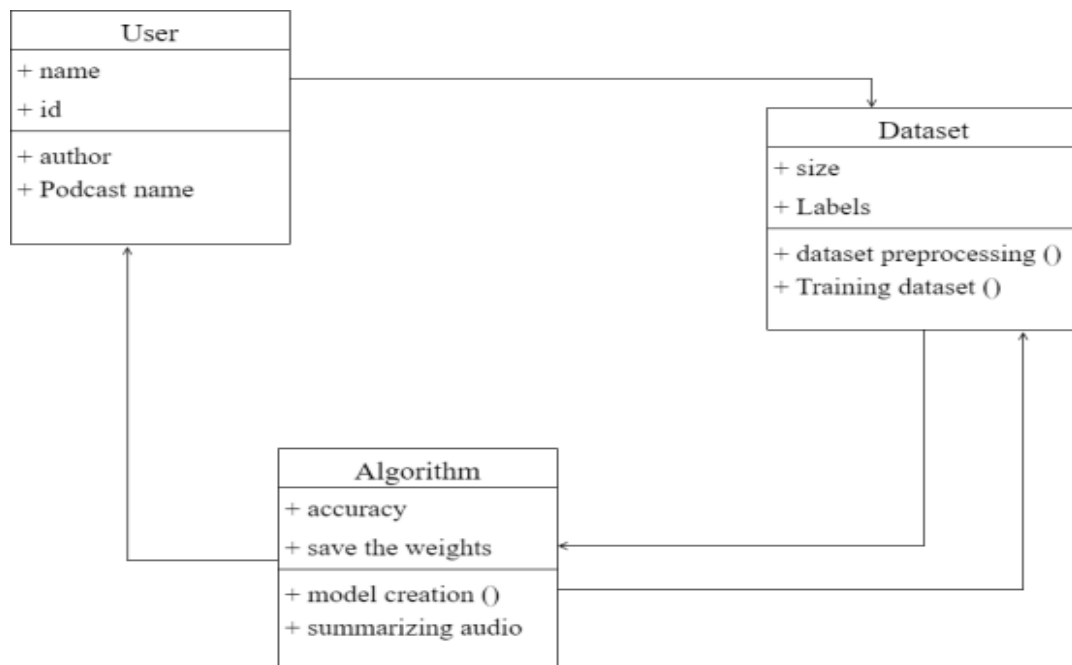 User
+ name
+ id
+ author
+ Podcast name
Dataset
+ size
+ Labels
+ dataset preprocessing ()
+ Training dataset ()
Algorithm
+ accuracy
+ save the weights
+ model creation ()
+ summarizing audio